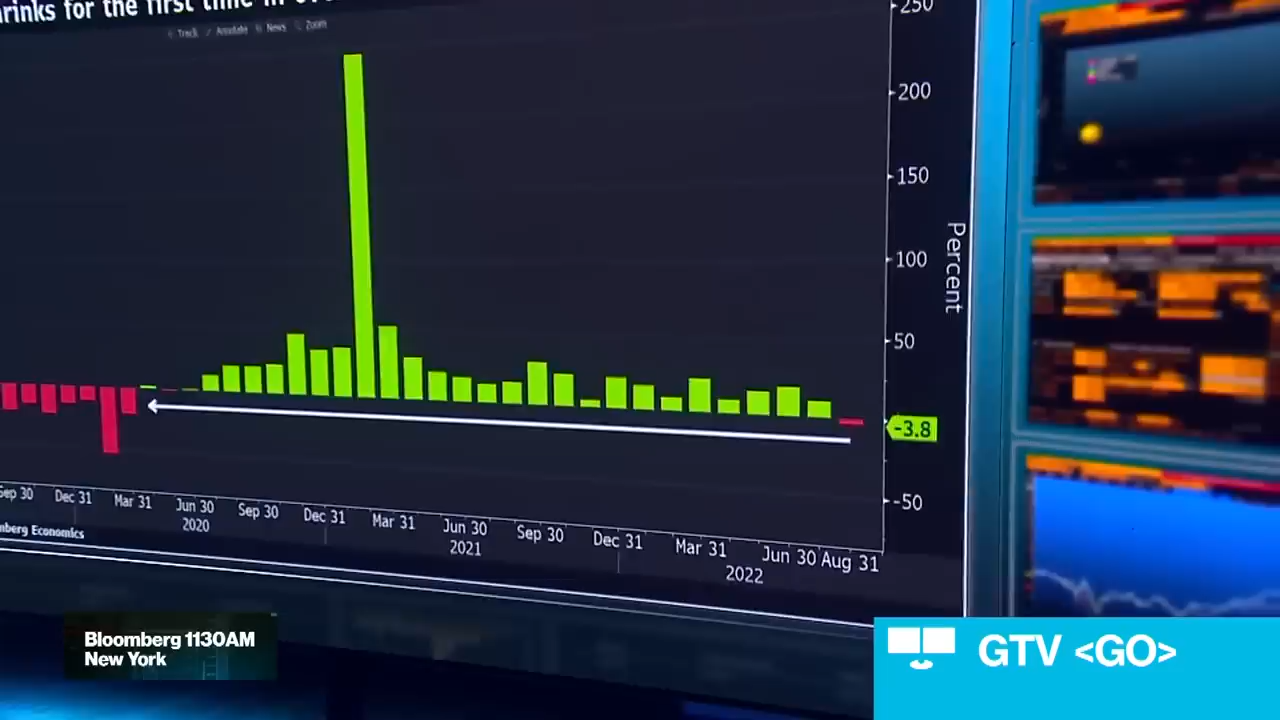 for the first time in
Track Annotate News Zoom
250
200
150
100
50
-3.8
-50
Percent
Sep 30 Dec 31 Mar 31 Jun 30 Sep 30 Dec 31 Mar 31 Jun 30 Sep 30 Dec 31 Mar 31 Jun 30 Aug 31
2020 2021 2022
Economics
Bloomberg 1130AM
New York
GTV <GO>